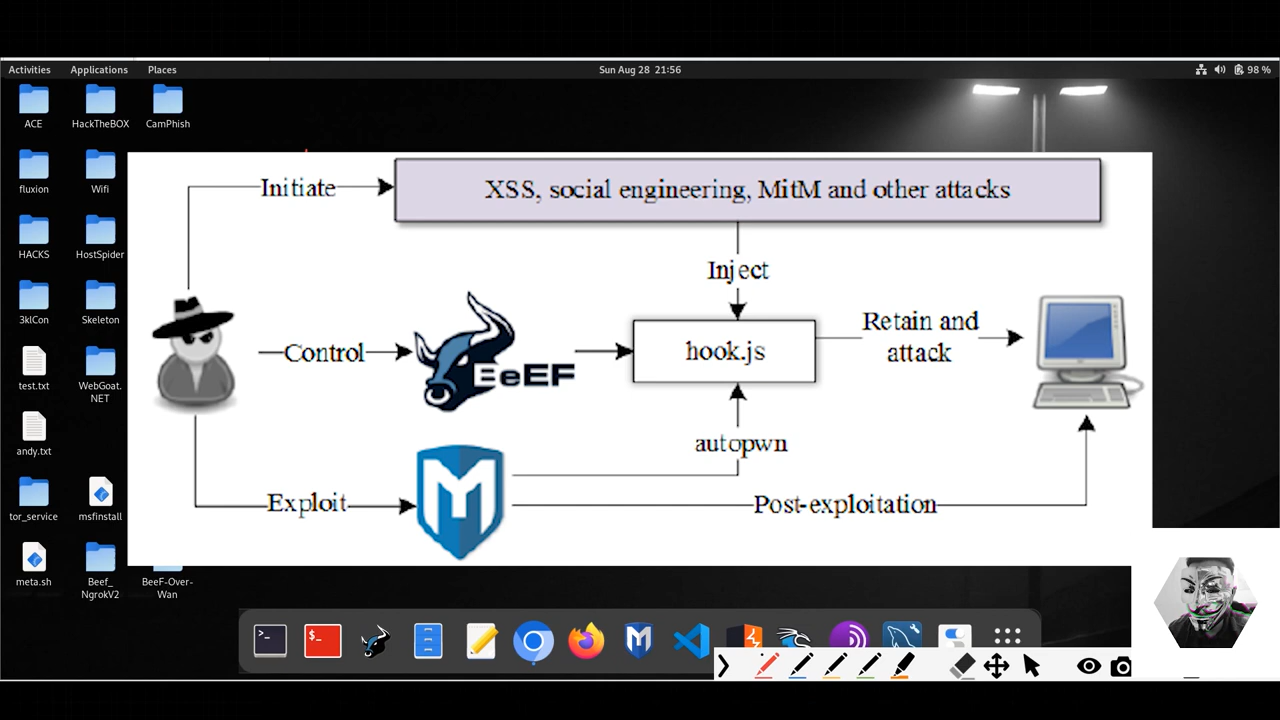 Activities Applications Places Sun Aug 28 21:56 98 %
ACE HackTheBOX CamPhish
fluxion Wifi
HACKS HostSpider
3klCon Skeleton
test.txt WebGoat.
NET
andy.txt
tor_service msfinstall
meta.sh Beef_ BeeF-Over-
NgrokV2 Wan
Initiate
XSS, social engineering, MitM and other attacks
Inject
Control
BeEF
hook.js
Retain and
attack
autopwn
Exploit
Post-exploitation
>_
$_